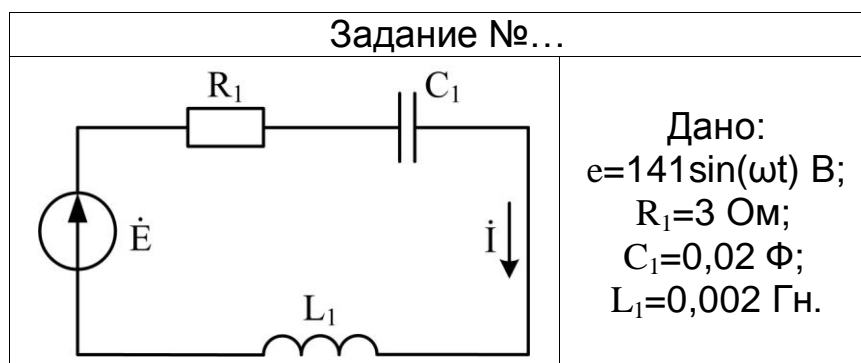 Задание №...
R₁
C₁
Ė
İ
L₁
Дано:
e=141sin(ωt) В;
R₁=3 Ом;
C₁=0,02 Ф;
L₁=0,002 Гн.